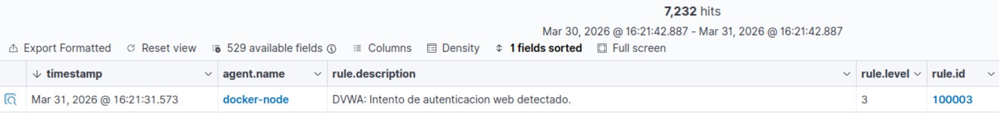 7,232 hits
Mar 30, 2026 @ 16:21:42.887 - Mar 31, 2026 @ 16:21:42.887
Export Formatted Reset view 529 available fields Columns Density 1 fields sorted Full screen
timestamp agent.name rule.description rule.level rule.id
Mar 31, 2026 @ 16:21:31.573 docker-node DVWA: Intento de autenticacion web detectado. 3 100003